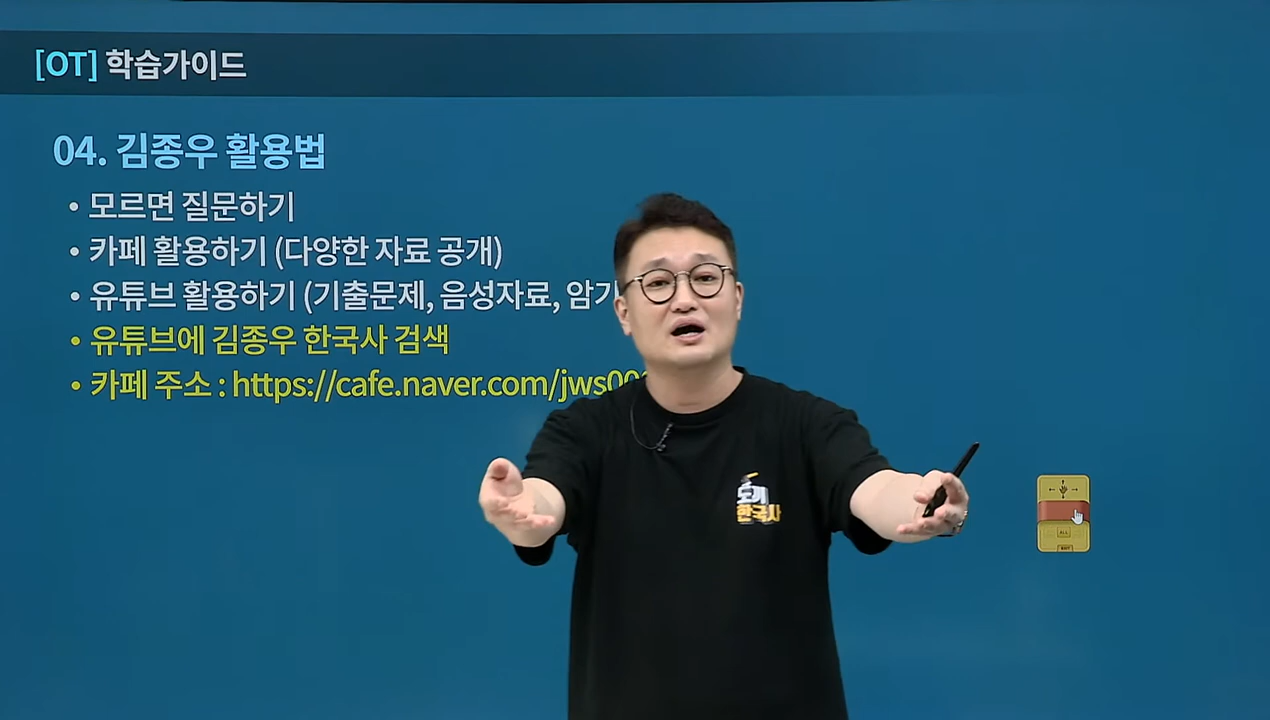 [OT] 학습가이드
04. 김종우 활용법
• 모르면 질문하기
• 카페 활용하기 (다양한 자료 공개)
• 유튜브 활용하기 (기출문제, 음성자료,
• 유튜브에 김종우 한국사 검색
• 카페 주소 : https://cafe.naver.com/jws00
한국사
ALL
EXIT